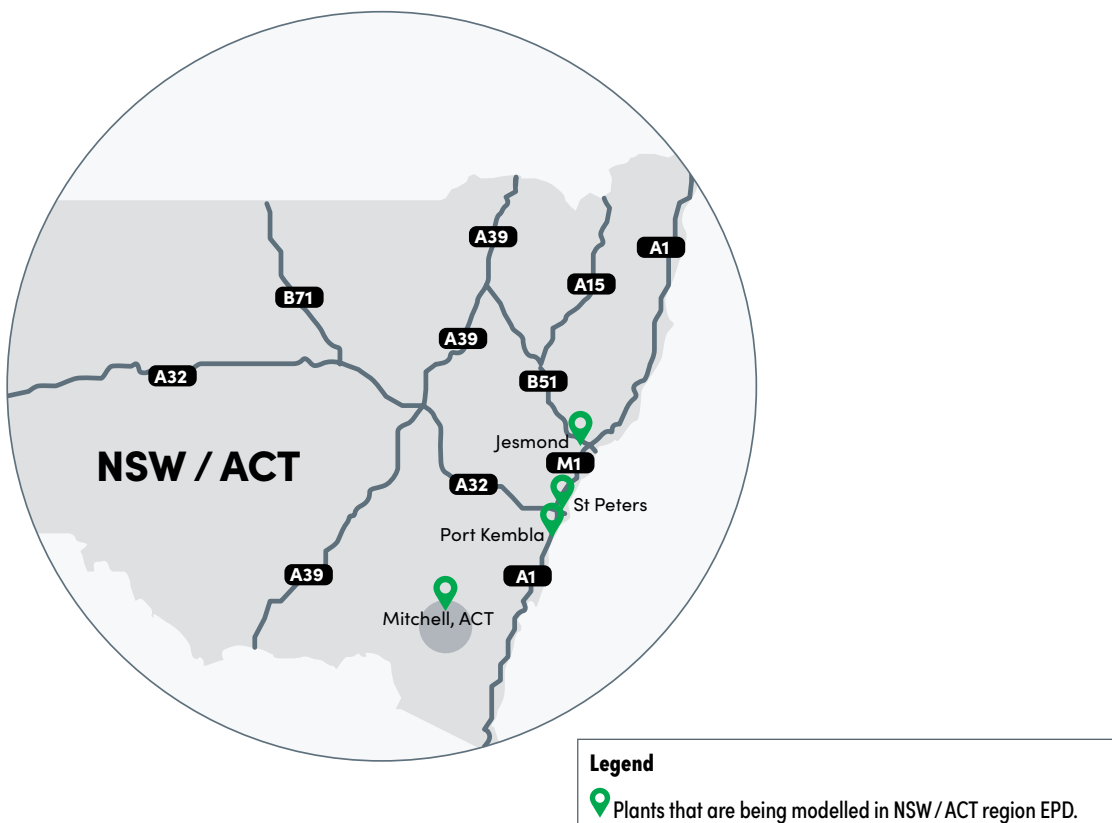 A39
A1
A15
B71
A39
A32
B51
Jesmond
M1
NSW / ACT
A32
St Peters
Port Kembla
A39
A1
Mitchell, ACT
Legend
Plants that are being modelled in NSW / ACT region EPD.